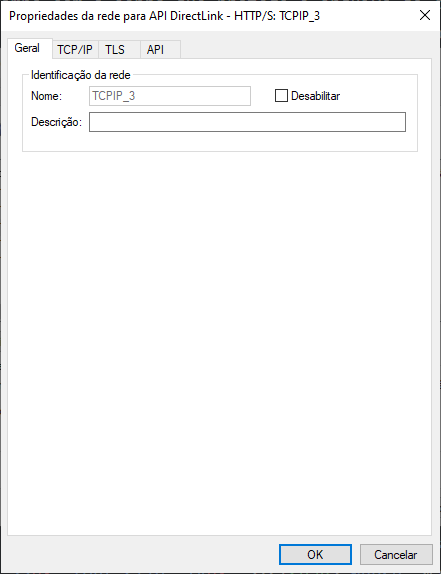 Propriedades da rede para API DirectLink - HTTP/S: TCPIP_3
Geral TCP/IP TLS API
Identificação da rede
Nome: TCPIP_3 Desabilitar
Descrição:
OK Cancelar